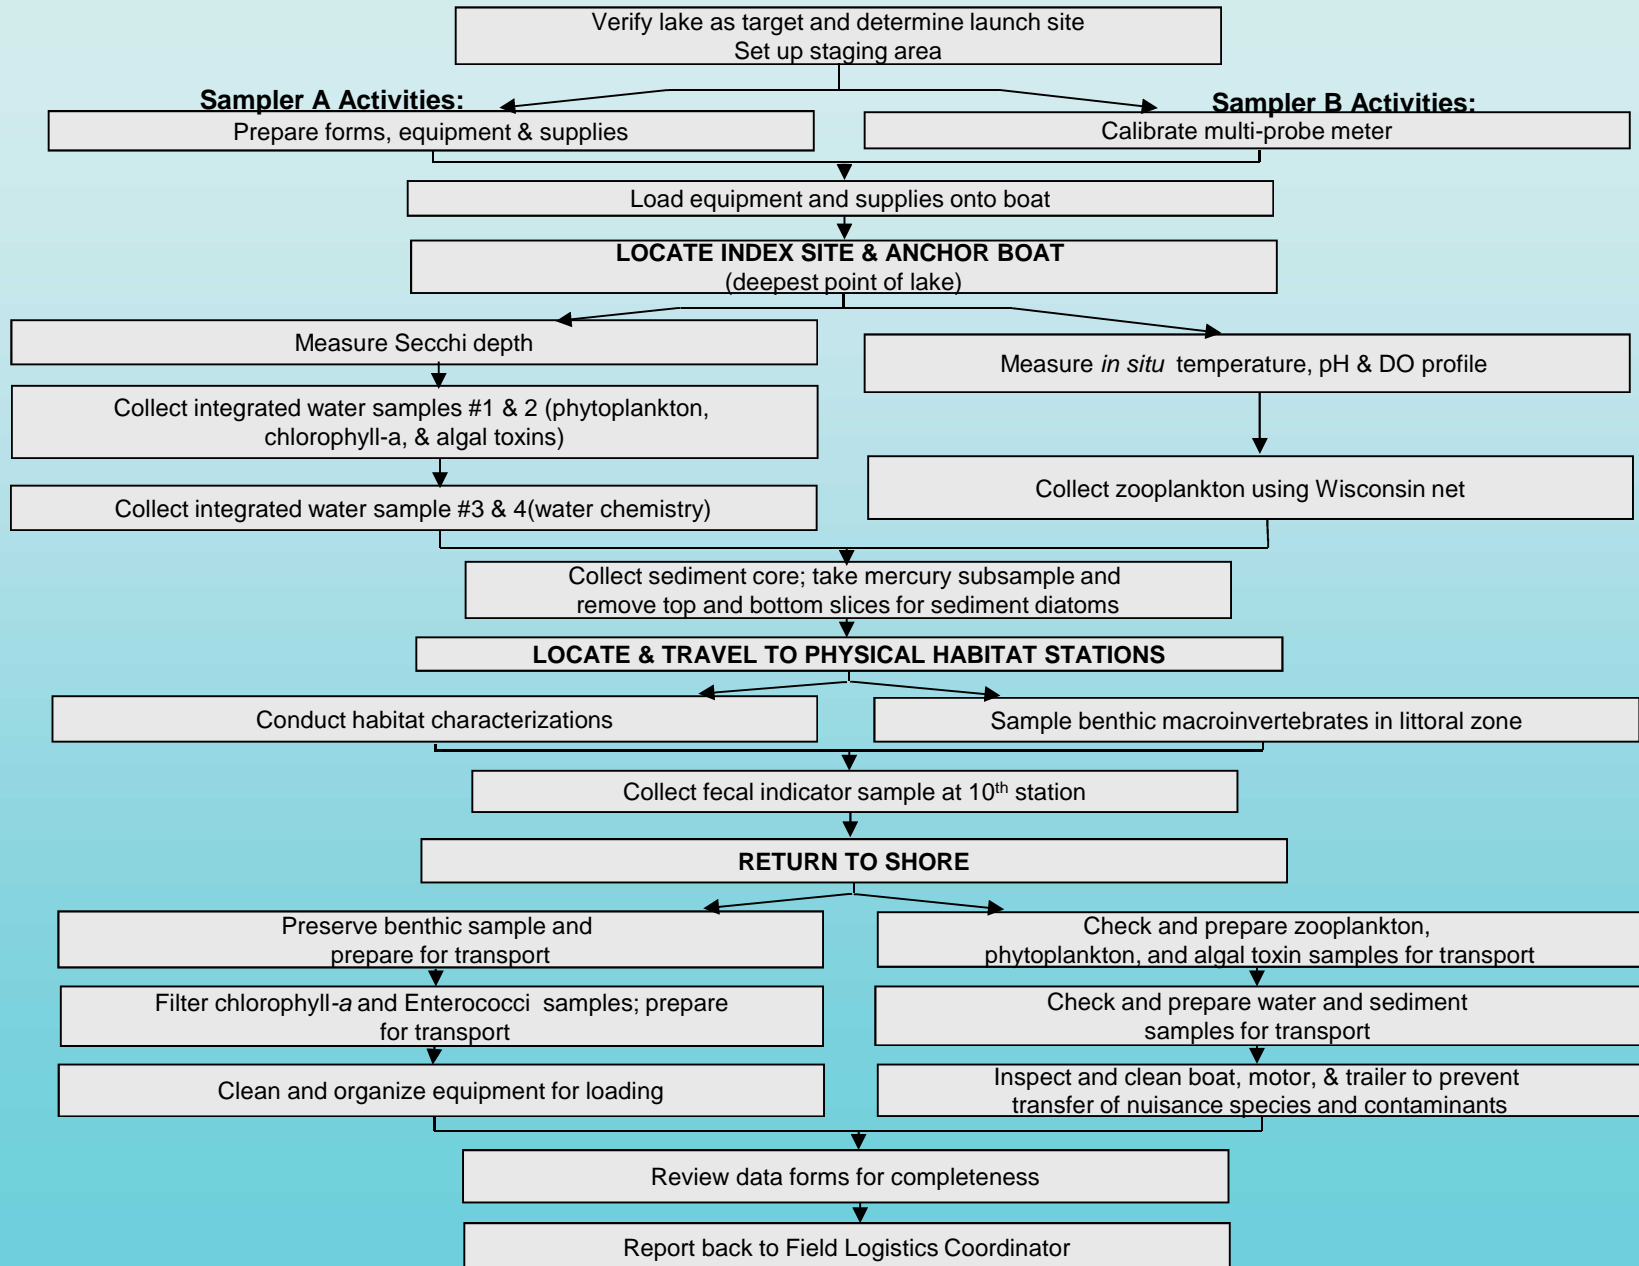 Verify lake as target and determine launch site
Set up staging area
Sampler A Activities:
Sampler B Activities:
Prepare forms, equipment & supplies
Calibrate multi-probe meter
Load equipment and supplies onto boat
LOCATE INDEX SITE & ANCHOR BOAT
(deepest point of lake)
Measure Secchi depth
Measure in situ temperature, pH & DO profile
Collect integrated water samples #1 & 2 (phytoplankton,
chlorophyll-a, & algal toxins)
Collect zooplankton using Wisconsin net
Collect integrated water sample #3 & 4(water chemistry)
Collect sediment core; take mercury subsample and
remove top and bottom slices for sediment diatoms
LOCATE & TRAVEL TO PHYSICAL HABITAT STATIONS
Conduct habitat characterizations
Sample benthic macroinvertebrates in littoral zone
Collect fecal indicator sample at 10th station
RETURN TO SHORE
Preserve benthic sample and
prepare for transport
Check and prepare zooplankton,
phytoplankton, and algal toxin samples for transport
Filter chlorophyll-a and Enterococci samples; prepare
for transport
Check and prepare water and sediment
samples for transport
Clean and organize equipment for loading
Inspect and clean boat, motor, & trailer to prevent
transfer of nuisance species and contaminants
Review data forms for completeness
Report back to Field Logistics Coordinator